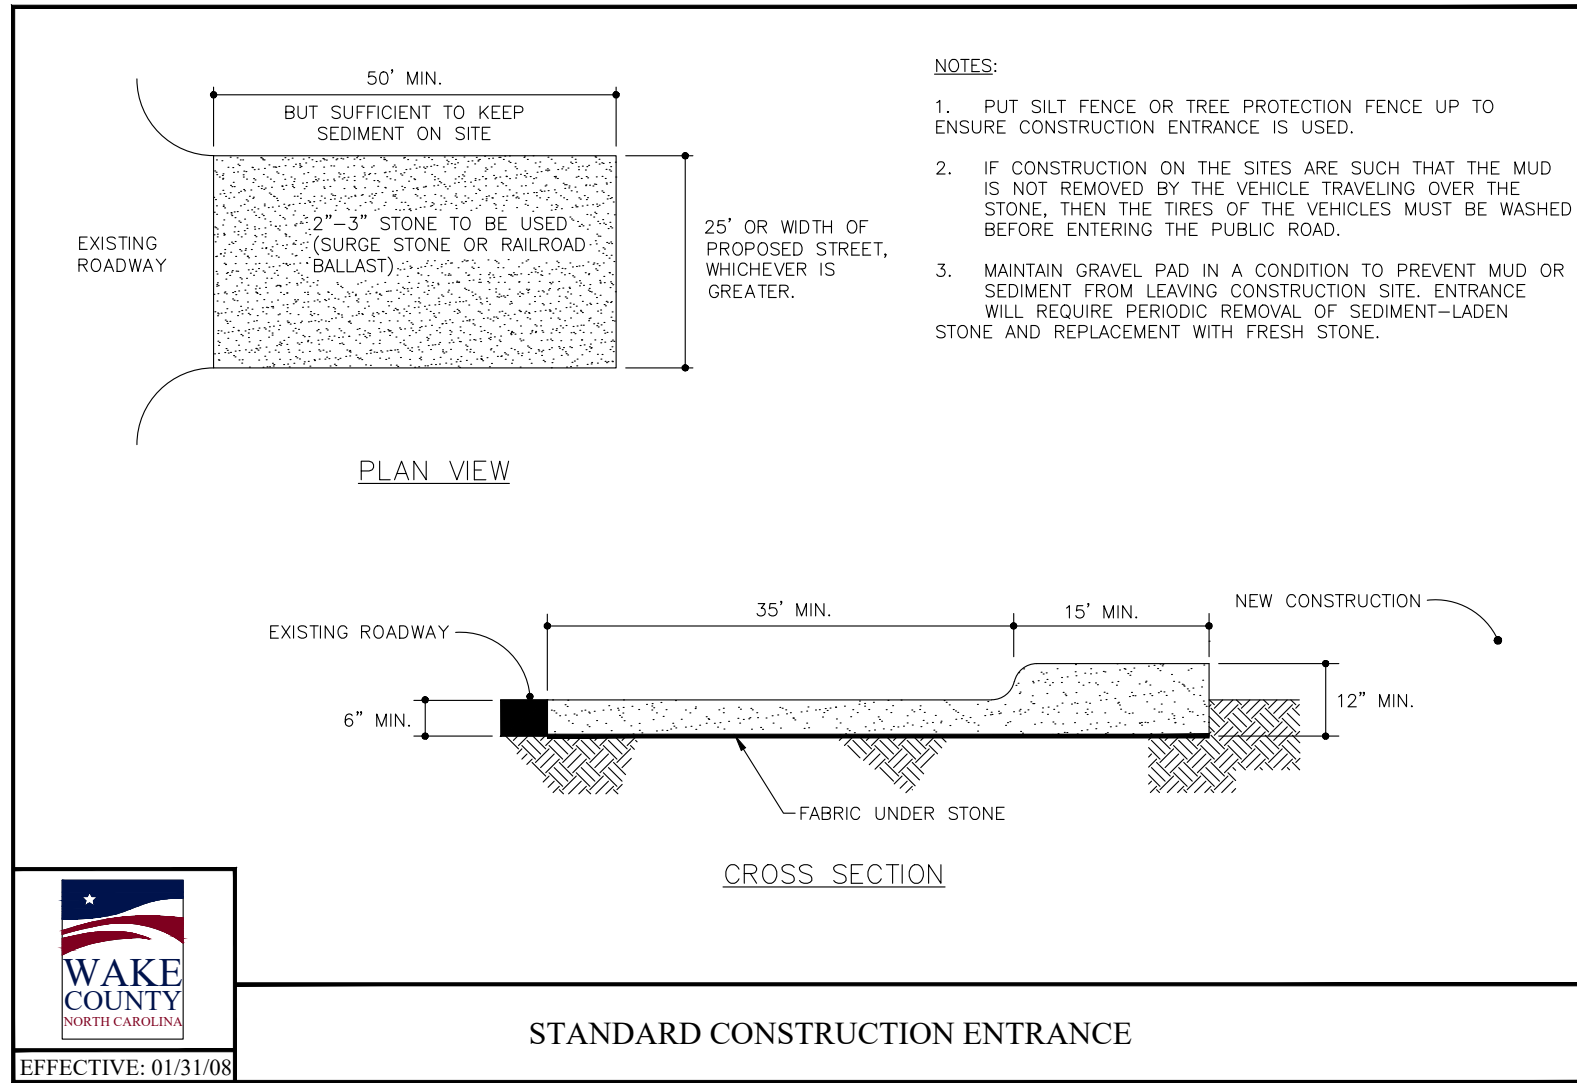 50' MIN.
BUT SUFFICIENT TO KEEP
SEDIMENT ON SITE
EXISTING
ROADWAY
2"-3" STONE TO BE USED
(SURGE STONE OR RAILROAD
BALLAST)
25' OR WIDTH OF
PROPOSED STREET,
WHICHEVER IS
GREATER.
PLAN VIEW
NOTES:
1. PUT SILT FENCE OR TREE PROTECTION FENCE UP TO
ENSURE CONSTRUCTION ENTRANCE IS USED.
2. IF CONSTRUCTION ON THE SITES ARE SUCH THAT THE MUD
IS NOT REMOVED BY THE VEHICLE TRAVELING OVER THE
STONE, THEN THE TIRES OF THE VEHICLES MUST BE WASHED
BEFORE ENTERING THE PUBLIC ROAD.
3. MAINTAIN GRAVEL PAD IN A CONDITION TO PREVENT MUD OR
SEDIMENT FROM LEAVING CONSTRUCTION SITE. ENTRANCE
WILL REQUIRE PERIODIC REMOVAL OF SEDIMENT-LADEN
STONE AND REPLACEMENT WITH FRESH STONE.
EXISTING ROADWAY
35' MIN.
15' MIN.
NEW CONSTRUCTION
6" MIN.
12" MIN.
FABRIC UNDER STONE
CROSS SECTION
WAKE
COUNTY
NORTH CAROLINA
EFFECTIVE: 01/31/08
STANDARD CONSTRUCTION ENTRANCE